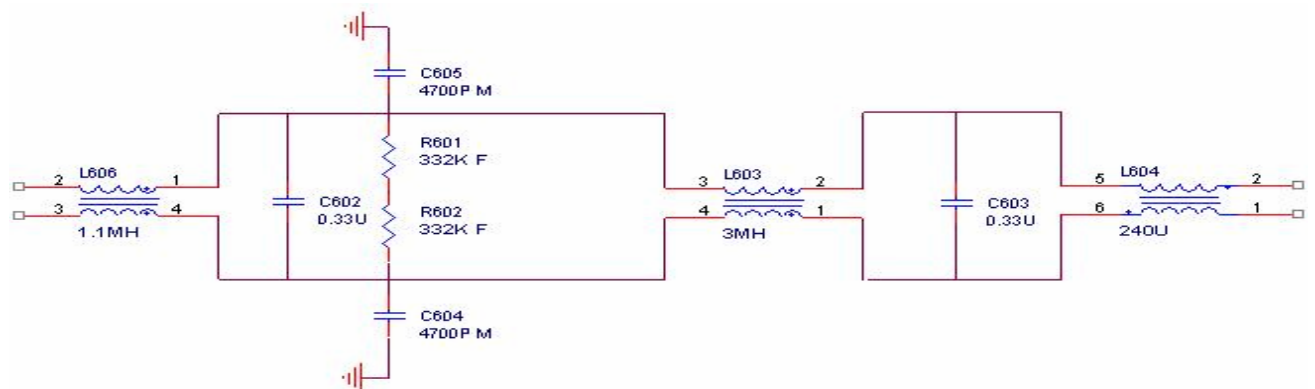 C605
4700P M
R601
332K F
L606
2 1
3 4
1.1MH
C602
0.33U
R602
332K F
L603
3 2
4 1
3MH
C603
0.33U
L604
5 2
6 1
240U
C604
4700P M